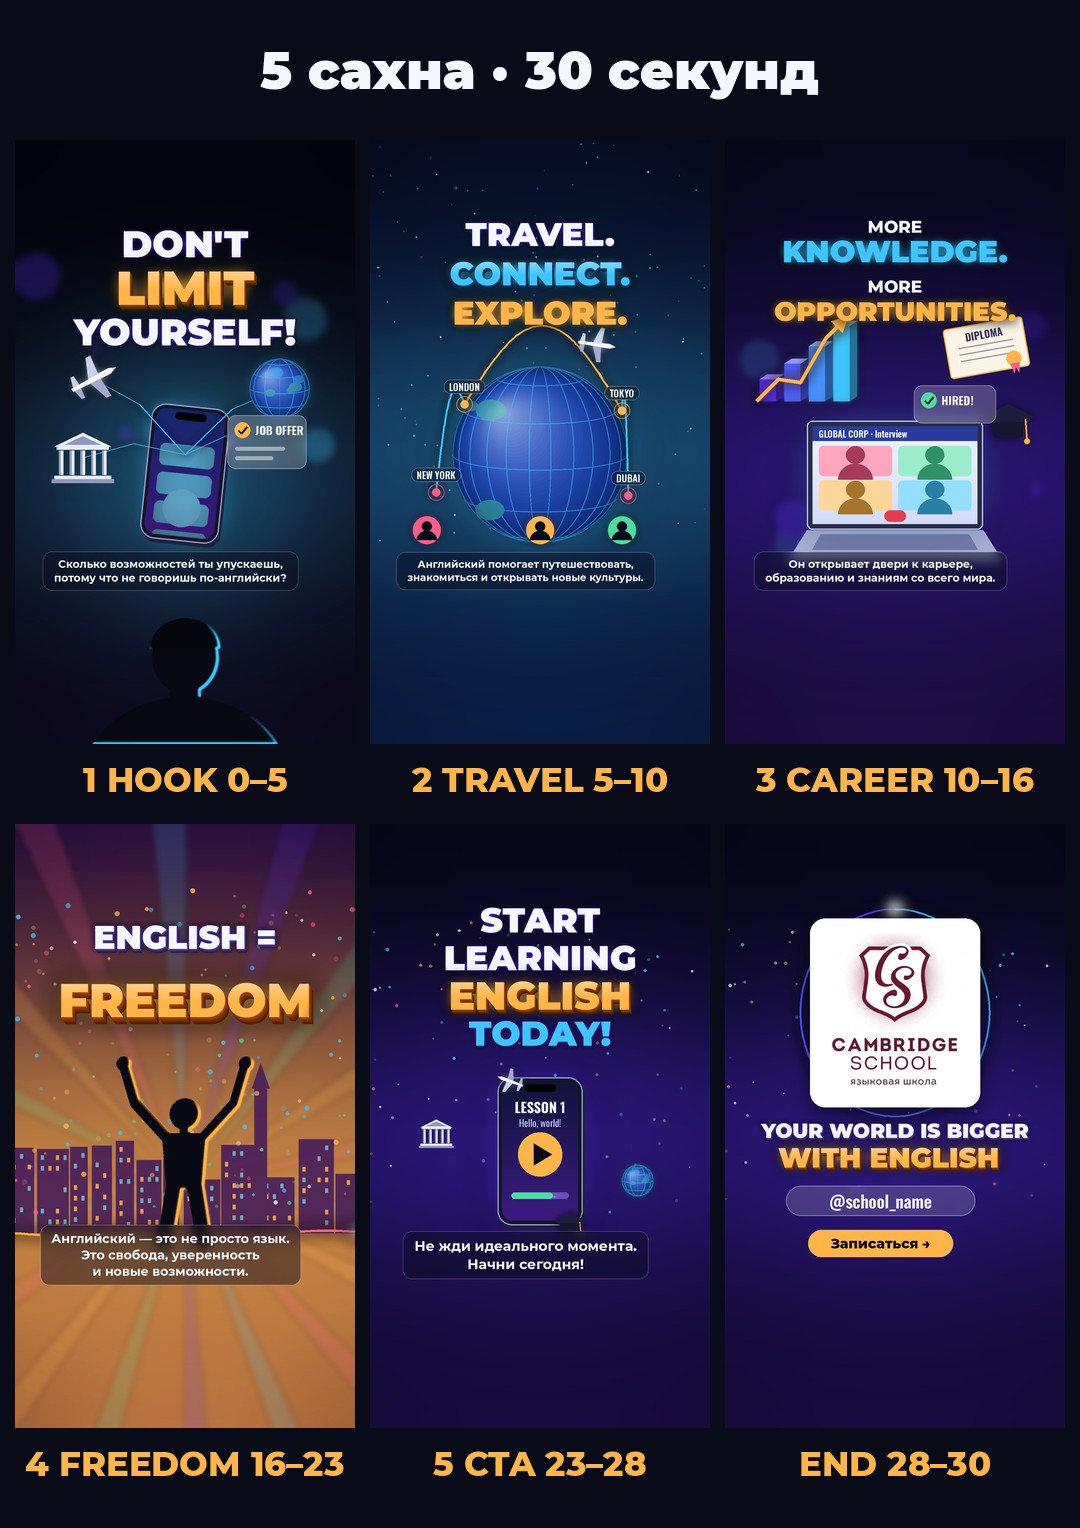 5 сахна • 30 секунд
DON'T
LIMIT
YOURSELF!
JOB OFFER
Сколько возможностей ты упускаешь,
потому что не говоришь по-английски?
1 HOOK 0–5
TRAVEL.
CONNECT.
EXPLORE.
LONDON
TOKYO
NEW YORK
DUBAI
Английский помогает путешествовать,
знакомиться и открывать новые культуры.
2 TRAVEL 5–10
MORE
KNOWLEDGE.
MORE
OPPORTUNITIES.
DIPLOMA
HIRED!
GLOBAL CORP - Interview
Он открывает двери к карьере,
образованию и знаниям со всего мира.
3 CAREER 10–16
ENGLISH =
FREEDOM
Английский — это не просто язык.
Это свобода, уверенность
и новые возможности.
4 FREEDOM 16–23
START
LEARNING
ENGLISH
TODAY!
LESSON 1
Hello, world!
Не жди идеального момента.
Начни сегодня!
5 CTA 23–28
CS
CAMBRIDGE
SCHOOL
языковая школа
YOUR WORLD IS BIGGER
WITH ENGLISH
@school_name
Записаться →
END 28–30